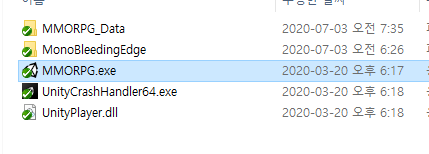 MMORPG_Data 2020-07-03 오전 7:35
MonoBleedingEdge 2020-07-03 오전 6:26
MMORPG.exe 2020-03-20 오후 6:17
UnityCrashHandler64.exe 2020-03-20 오후 6:18
UnityPlayer.dll 2020-03-20 오후 6:18